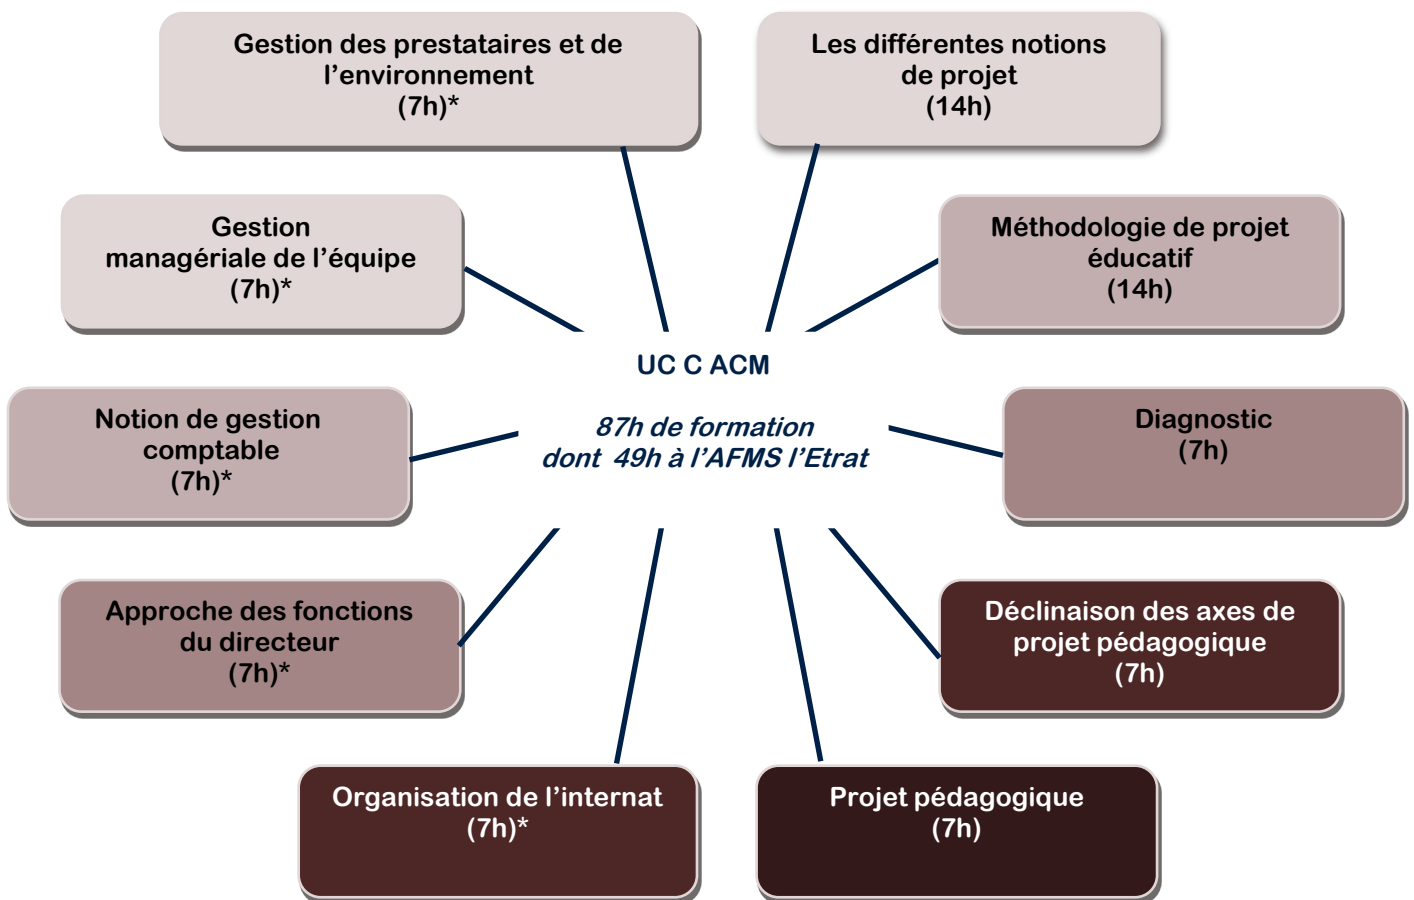 Gestion des prestataires et de
l'environnement
(7h)*
Les différentes notions
de projet
(14h)
Gestion
managériale de l'équipe
(7h)*
Méthodologie de projet
éducatif
(14h)
UC C ACM
87h de formation
dont 49h à l'AFMS l'Etrat
Notion de gestion
comptable
(7h)*
Diagnostic
(7h)
Approche des fonctions
du directeur
(7h)*
Déclinaison des axes de
projet pédagogique
(7h)
Organisation de l'internat
(7h)*
Projet pédagogique
(7h)